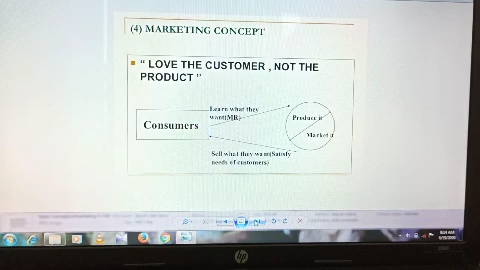 (4) MARKETING CONCEPT
“ LOVE THE CUSTOMER , NOT THE
PRODUCT ”
Learn what they
want(MR)
Consumers
Produce it
Market it
Sell what they want(Satisfy
needs of customers)
hp